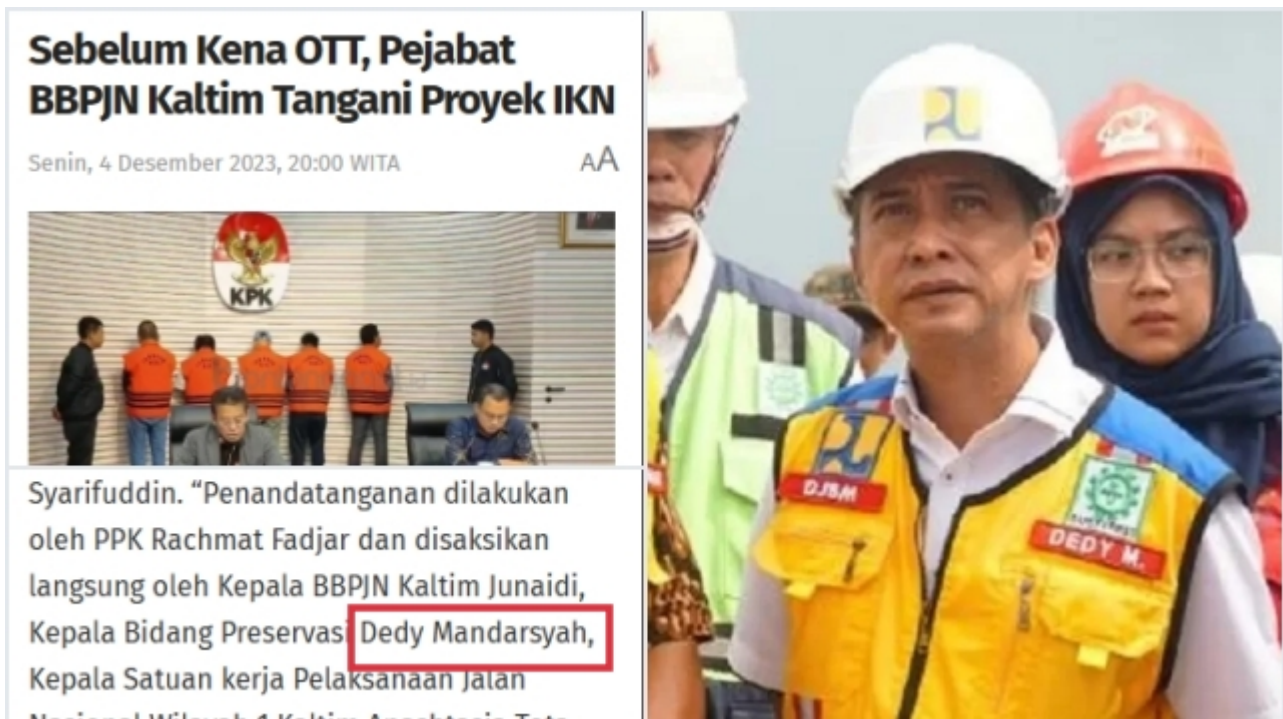 Sebelum Kena OTT, Pejabat
BBPJN Kaltim Tangani Proyek IKN
Senin, 4 Desember 2023, 20:00 WITA
AA
KPK
Syarifuddin. “Penandatanganan dilakukan
oleh PPK Rachmat Fadjar dan disaksikan
langsung oleh Kepala BBPJN Kaltim Junaidi,
Kepala Bidang Preservasi Dedy Mandarsyah,
Kepala Satuan kerja Pelaksanaan Jalan
DJBM
DEDY M.